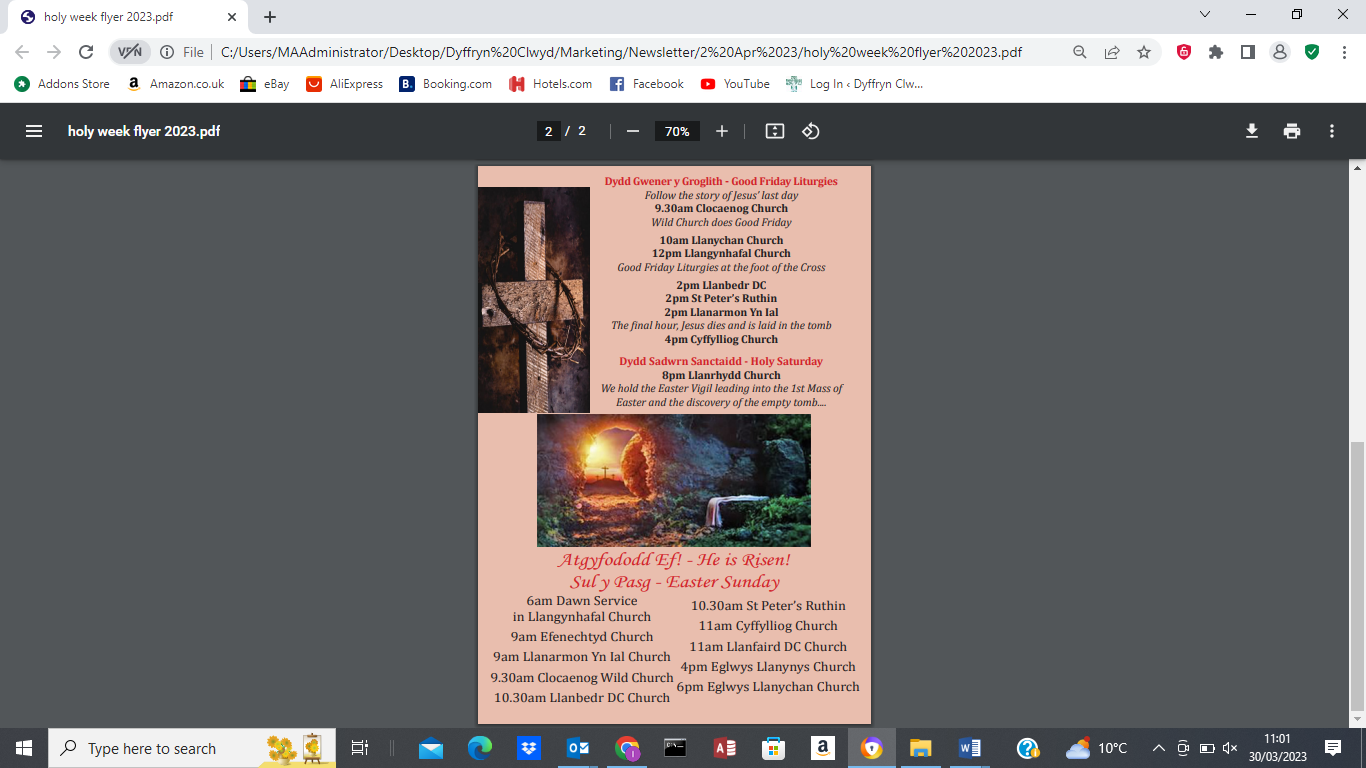 holy week flyer 2023.pdf
VPN
File
C:/Users/MAAdministrator/Desktop/Dyffryn%20Clwyd/Marketing/Newsletter/2%20Apr%2023/holy%20week%20flyer%202023.pdf
6
Addons Store
Amazon.co.uk
eBay
AliExpress
Booking.com
Hotels.com
Facebook
YouTube
Log In ‹ Dyffryn Clw...
holy week flyer 2023.pdf
2 / 2
70%
Dydd Gwener y Groglith - Good Friday Liturgies
Follow the story of Jesus' last day
9.30am Clocaenog Church
Wild Church does Good Friday
10am Llanychan Church
12pm Llangynhafal Church
Good Friday Liturgies at the foot of the Cross
2pm Llanbedr DC
2pm St Peter's Ruthin
2pm Llanarmon Yn Ial
The final hour, Jesus dies and is laid in the tomb
4pm Cyffylliog Church
Dydd Sadwrn Sanctaidd - Holy Saturday
8pm Llanrhydd Church
We hold the Easter Vigil leading into the 1st Mass of
Easter and the discovery of the empty tomb....
Atgyfododd Ef! - He is Risen!
Sul y Pasg - Easter Sunday
6am Dawn Service
in Llangynhafal Church
9am Efenechtyd Church
9am Llanarmon Yn Ial Church
9.30am Clocaenog Wild Church
10.30am Llanbedr DC Church
10.30am St Peter's Ruthin
11am Cyffylliog Church
11am Llanfaird DC Church
4pm Eglwys Llanynys Church
6pm Eglwys Llanychan Church
Type here to search
10°C
11:01
30/03/2023